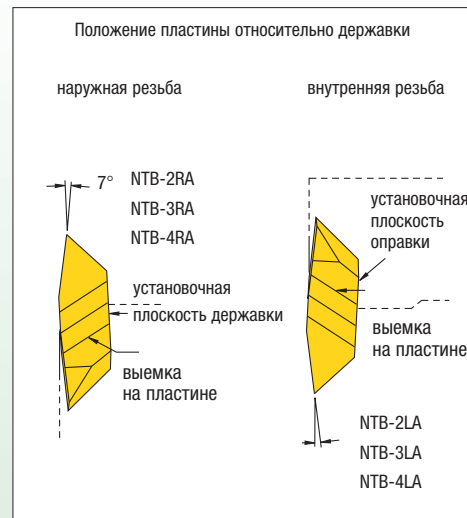 Положение пластины относительно державки
наружная резьба
внутренняя резьба
7°
NTB-2RA
NTB-3RA
NTB-4RA
установочная
плоскость державки
выемка
на пластине
установочная
плоскость
оправки
выемка
на пластине
NTB-2LA
NTB-3LA
NTB-4LA